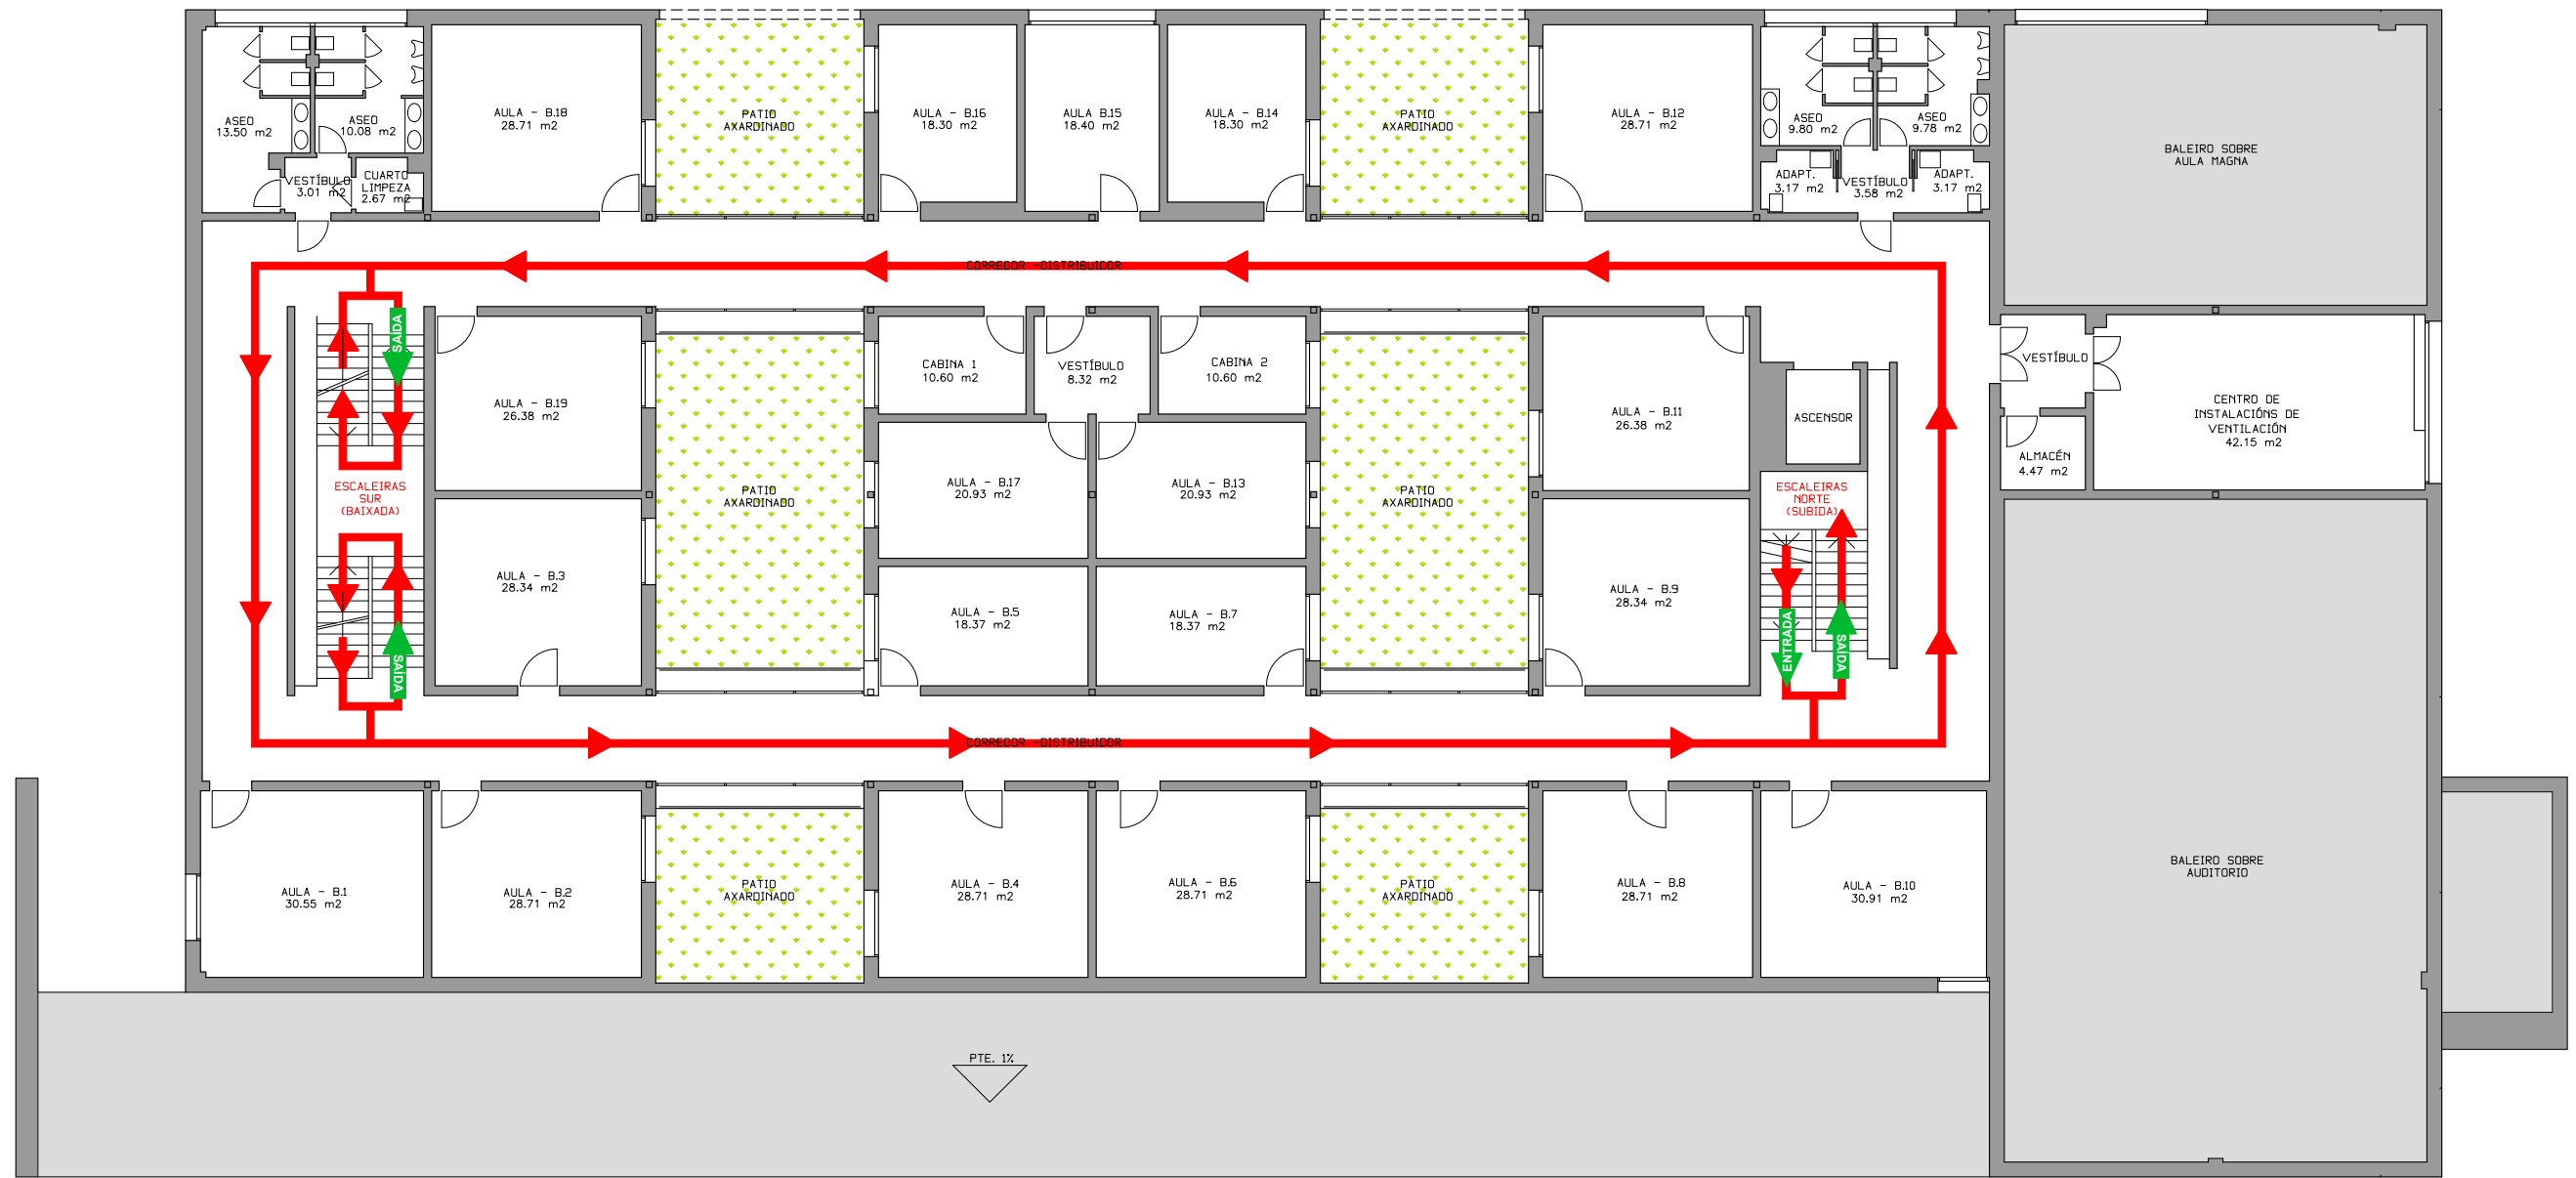 ASEO
13.50 m2
ASEO
10.08 m2
VESTÍBULO
3.01 m2
CUARTO
LIMPEZA
2.67 m2
AULA - B.18
28.71 m2
PATIO
AXARDINADO
AULA - B.16
18.30 m2
AULA B.15
18.40 m2
AULA - B.14
18.30 m2
PATIO
AXARDINADO
AULA - B.12
28.71 m2
ASEO
9.80 m2
ASEO
9.78 m2
ADAPT.
3.17 m2
VESTÍBULO
3.58 m2
ADAPT.
3.17 m2
BALEIRO SOBRE
AULA MAGNA
CORREDOR -DISTRIBUIDOR
SAIDA
ESCALEIRAS
SUR
(BAIXADA)
SAÍDA
AULA - B.19
26.38 m2
AULA - B.3
28.34 m2
PATIO
AXARDINADO
CABINA 1
10.60 m2
VESTÍBULO
8.32 m2
CABINA 2
10.60 m2
AULA - B.17
20.93 m2
AULA - B.13
20.93 m2
AULA - B.5
18.37 m2
AULA - B.7
18.37 m2
PATIO
AXARDINADO
AULA - B.11
26.38 m2
AULA - B.9
28.34 m2
ASCENSOR
ESCALEIRAS
NORTE
(SUBIDA)
ENTRADA
SAÍDA
VESTÍBULO
ALMACÉN
4.47 m2
CENTRO DE
INSTALACIÓNS DE
VENTILACIÓN
42.15 m2
CORREDOR -DISTRIBUIDOR
AULA - B.1
30.55 m2
AULA - B.2
28.71 m2
PATIO
AXARDINADO
AULA - B.4
28.71 m2
AULA - B.6
28.71 m2
PATIO
AXARDINADO
AULA - B.8
28.71 m2
AULA - B.10
30.91 m2
BALEIRO SOBRE
AUDITORIO
PTE. 1%